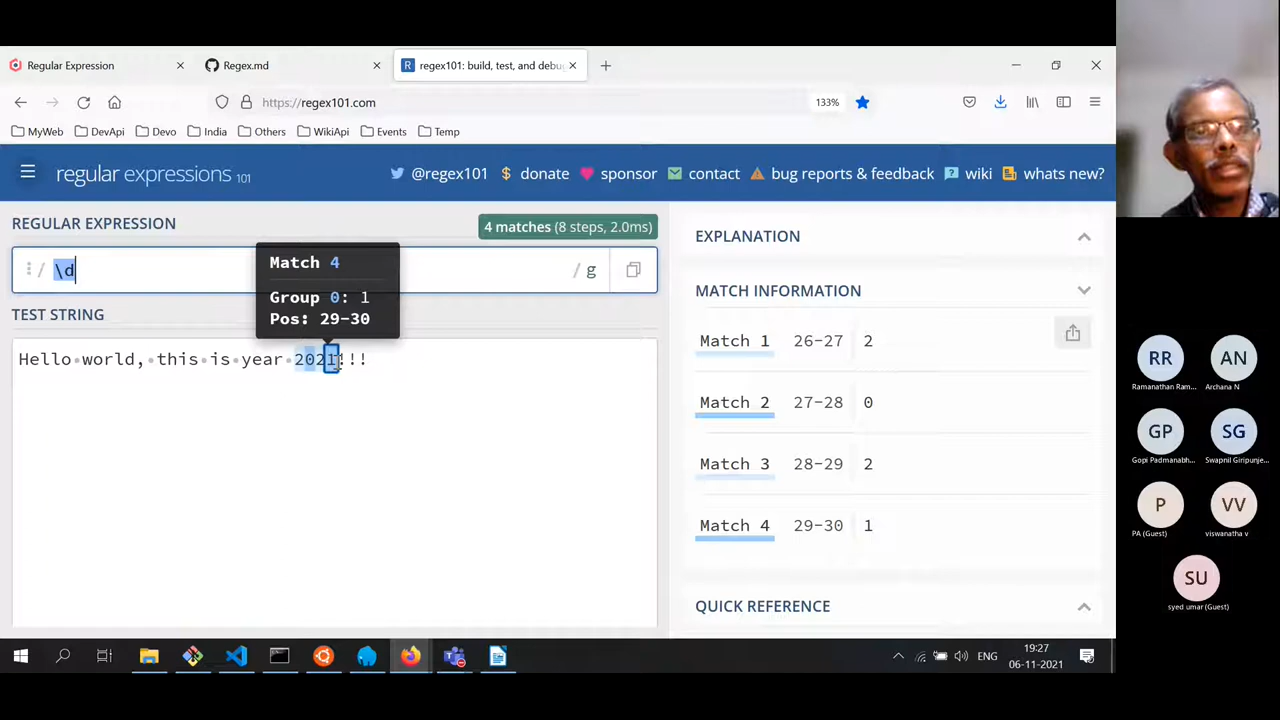 Regular Expression
Regex.md
regex101: build, test, and debu
https://regex101.com
133%
MyWeb
DevApi
Devo
India
Others
WikiApi
Events
Temp
regular expressions 101
@regex101
$ donate
sponsor
contact
bug reports & feedback
wiki
whats new?
REGULAR EXPRESSION
4 matches (8 steps, 2.0ms)
/ \d
/ g
Match 4
Group 0: 1
Pos: 29-30
TEST STRING
Hello·world,·this·is·year·2021!!!
EXPLANATION
MATCH INFORMATION
Match 1 26-27 2
Match 2 27-28 0
Match 3 28-29 2
Match 4 29-30 1
QUICK REFERENCE
RR
Ramanathan Ram...
AN
Archana N
GP
Gopi Padmanabh...
SG
Swapnil Giripunje...
P
PA (Guest)
VV
viswanatha v
SU
syed umar (Guest)
ENG
19:27
06-11-2021